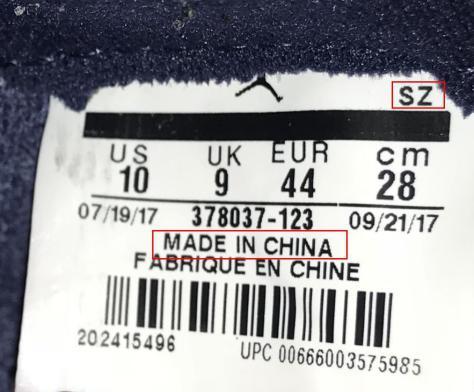 SZ
US UK EUR cm
10 9 44 28
07/19/17 378037-123 09/21/17
MADE IN CHINA
FABRIQUE EN CHINE
202415496 UPC 00666003575985